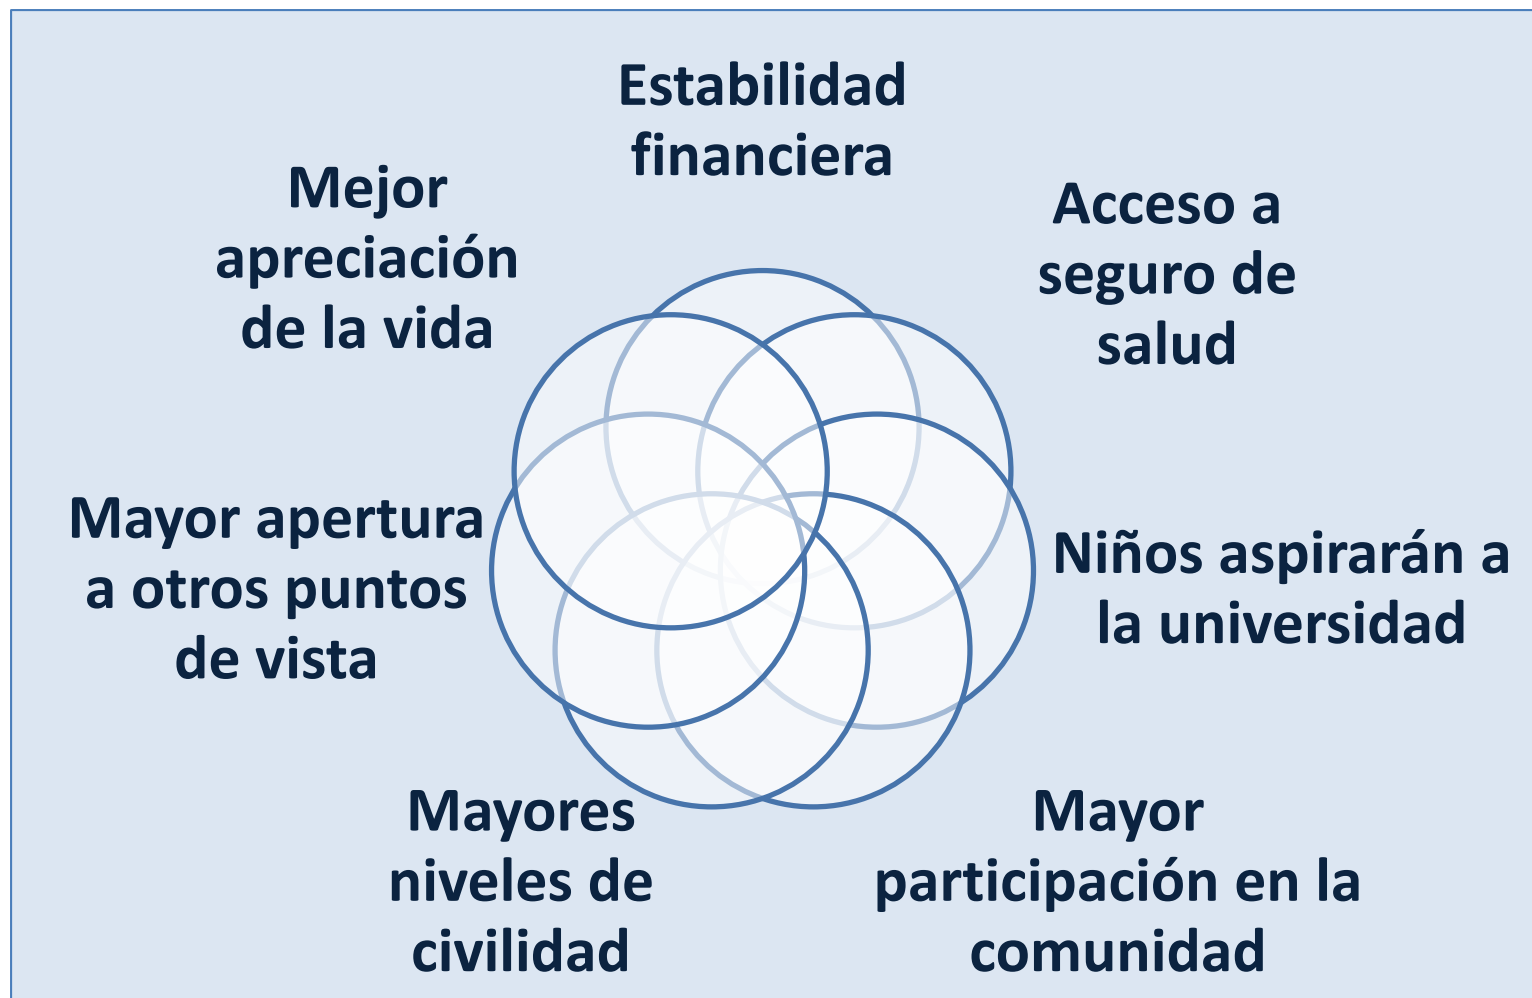 Estabilidad
financiera
Acceso a
seguro de
salud
Niños aspirarán a
la universidad
Mayor
participación en la
comunidad
Mayores
niveles de
civilidad
Mayor apertura
a otros puntos
de vista
Mejor
apreciación
de la vida